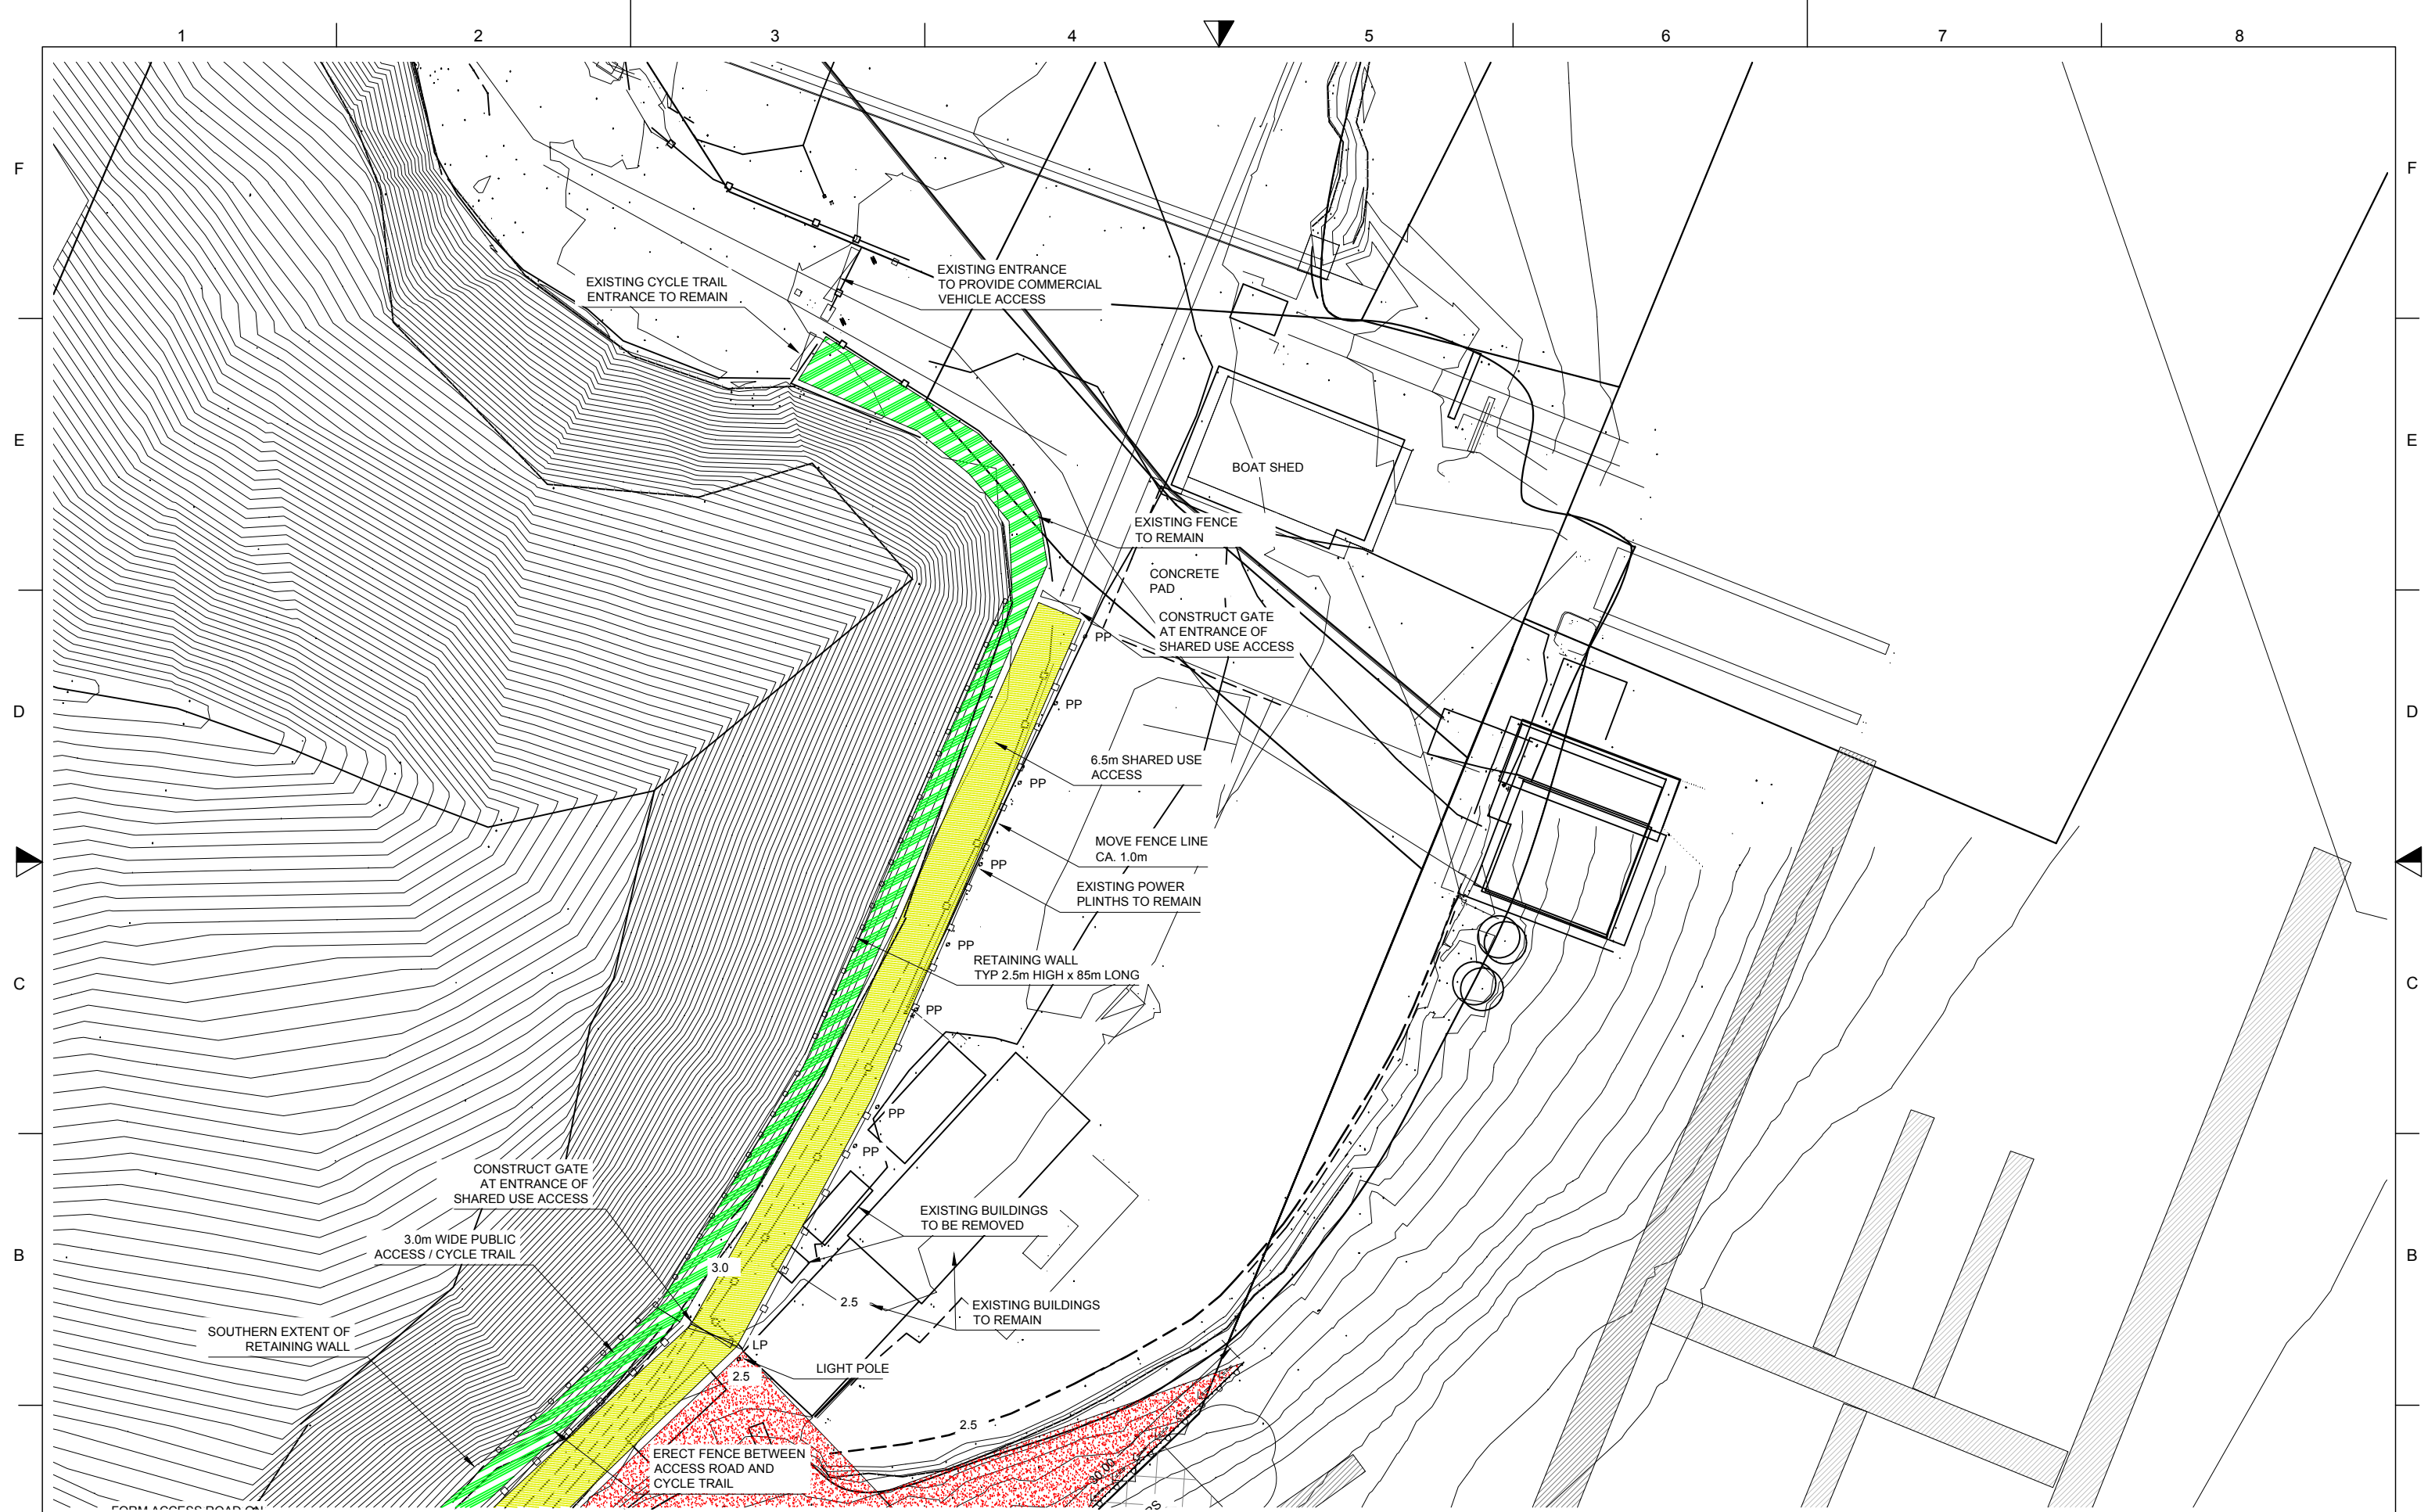 1 2 3 4 5 6 7 8
F F
EXISTING CYCLE TRAIL
ENTRANCE TO REMAIN
EXISTING ENTRANCE
TO PROVIDE COMMERCIAL
VEHICLE ACCESS
E E
BOAT SHED
EXISTING FENCE
TO REMAIN
CONCRETE
PAD
CONSTRUCT GATE
AT ENTRANCE OF
SHARED USE ACCESS
PP
PP
D D
6.5m SHARED USE
ACCESS
PP
MOVE FENCE LINE
CA. 1.0m
PP
EXISTING POWER
PLINTHS TO REMAIN
PP
RETAINING WALL
TYP 2.5m HIGH x 85m LONG
C C
PP
PP
PP
CONSTRUCT GATE
AT ENTRANCE OF
SHARED USE ACCESS
EXISTING BUILDINGS
TO BE REMOVED
3.0m WIDE PUBLIC
ACCESS / CYCLE TRAIL
B B
3.0
2.5
EXISTING BUILDINGS
TO REMAIN
SOUTHERN EXTENT OF
RETAINING WALL
LP
LIGHT POLE
2.5
2.5
ERECT FENCE BETWEEN
ACCESS ROAD AND
CYCLE TRAIL
30.00
FORM ACCESS ROAD ON